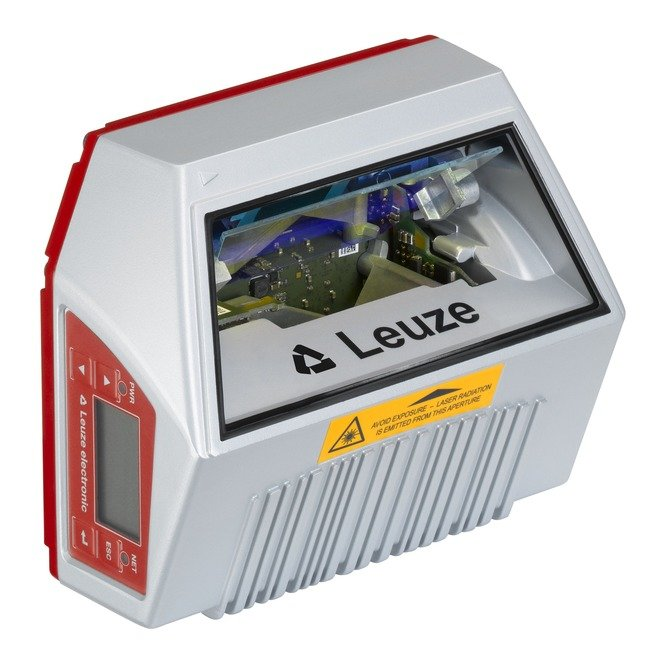 Leuze
AVOID EXPOSURE – LASER RADIATION
IS EMITTED FROM THIS APERTURE
PWR
Leuze electronic
NET
ESC